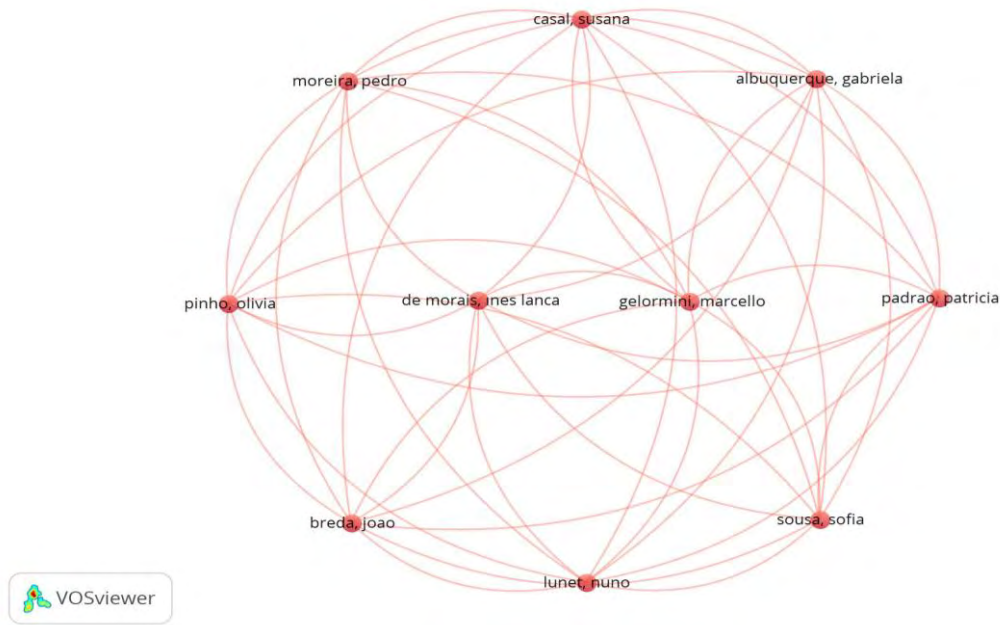 casal, susana
moreira, pedro
albuquerque, gabriela
pinho, olivia
de morais, ines lanca
gelormini, marcello
padrao, patricia
breda, joao
sousa, sofia
lunet, nuno
VOSviewer